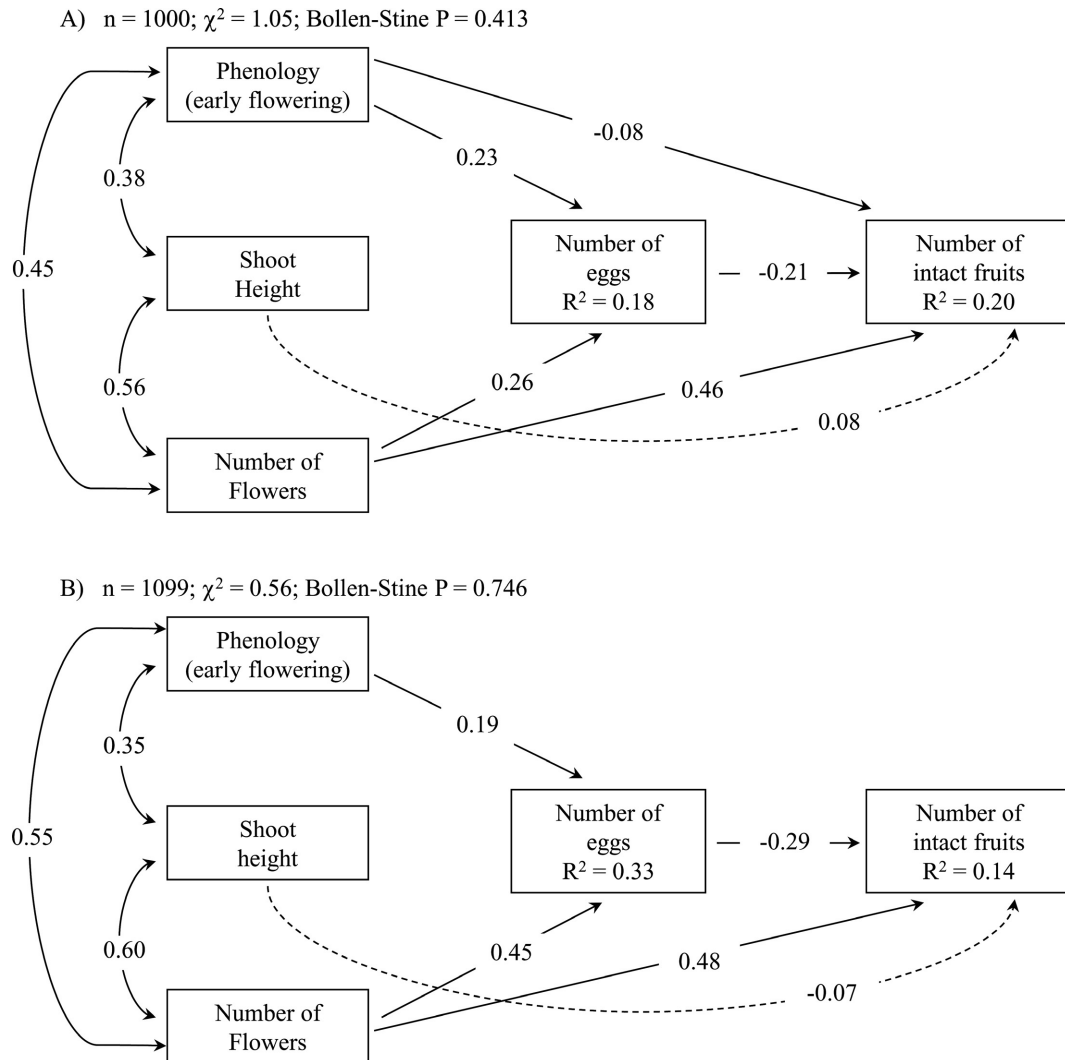 A) n = 1000; χ² = 1.05; Bollen-Stine P = 0.413
Phenology
(early flowering)
-0.08
0.23
0.38
Number of
eggs
R² = 0.18
Number of
intact fruits
R² = 0.20
Shoot
Height
0.45
-0.21
0.26
0.56
0.46
0.08
Number of
Flowers
B) n = 1099; χ² = 0.56; Bollen-Stine P = 0.746
Phenology
(early flowering)
0.19
0.35
Number of
eggs
R² = 0.33
Number of
intact fruits
R² = 0.14
Shoot
height
0.55
-0.29
0.60
0.45
0.48
-0.07
Number of
Flowers